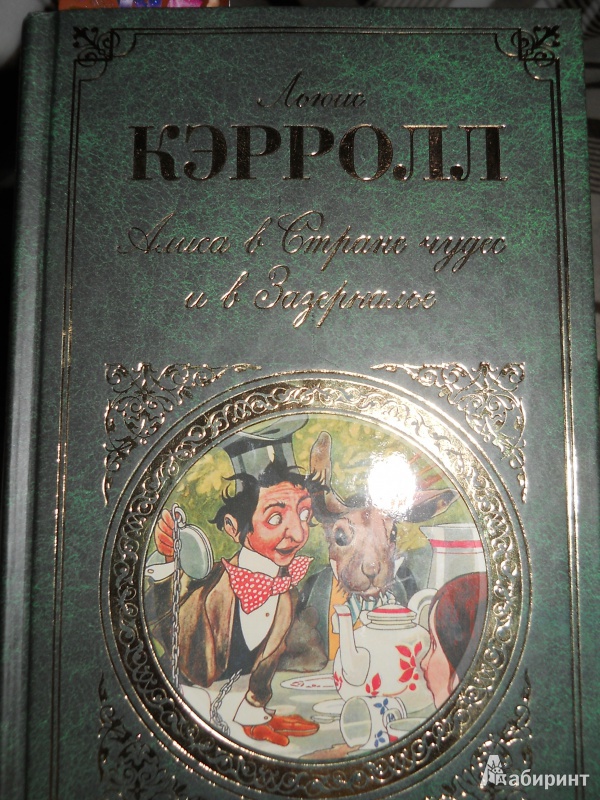 Льюис
КЭРРОЛЛ
Алиса в Стране чудес
и в Зазеркалье
Лабиринт